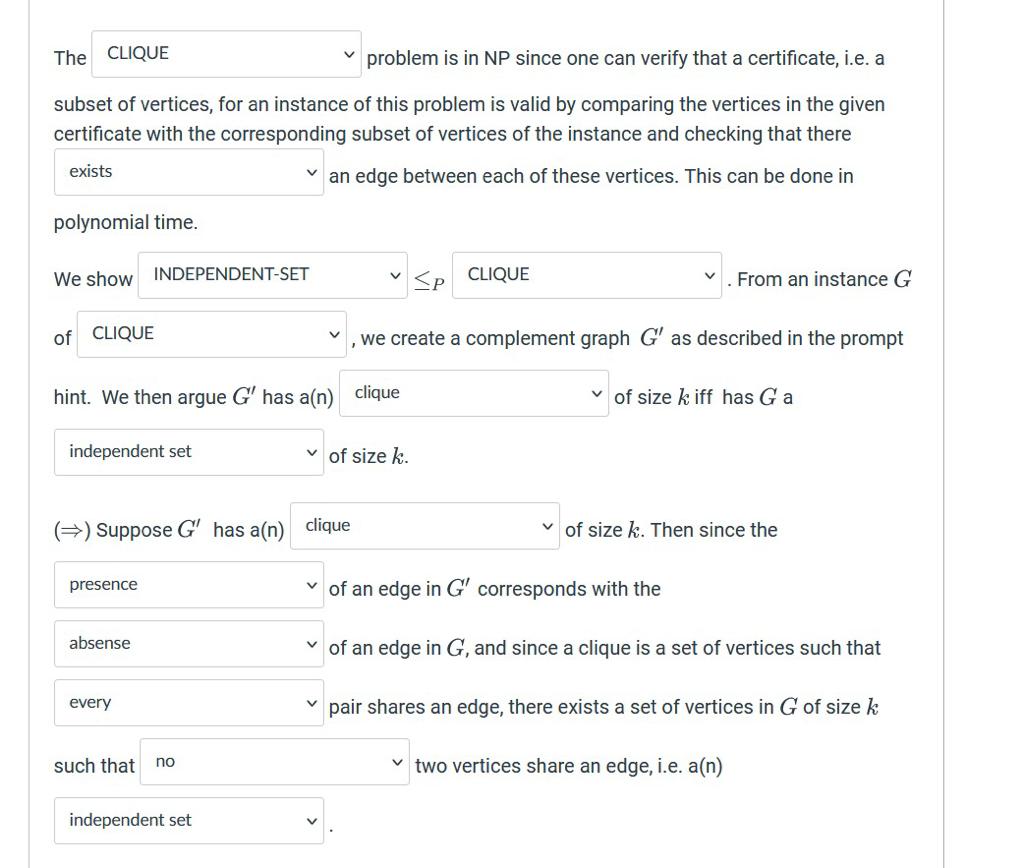 The CLIQUE problem is in NP since one can verify that a certificate, i.e. a
subset of vertices, for an instance of this problem is valid by comparing the vertices in the given
certificate with the corresponding subset of vertices of the instance and checking that there
exists an edge between each of these vertices. This can be done in
polynomial time.
We show INDEPENDENT-SET ≤P CLIQUE . From an instance G
of CLIQUE , we create a complement graph G′ as described in the prompt
hint. We then argue G′ has a(n) clique of size k iff has G a
independent set of size k.
(⇒) Suppose G′ has a(n) clique of size k. Then since the
presence of an edge in G′ corresponds with the
absense of an edge in G, and since a clique is a set of vertices such that
every pair shares an edge, there exists a set of vertices in G of size k
such that no two vertices share an edge, i.e. a(n)
independent set .